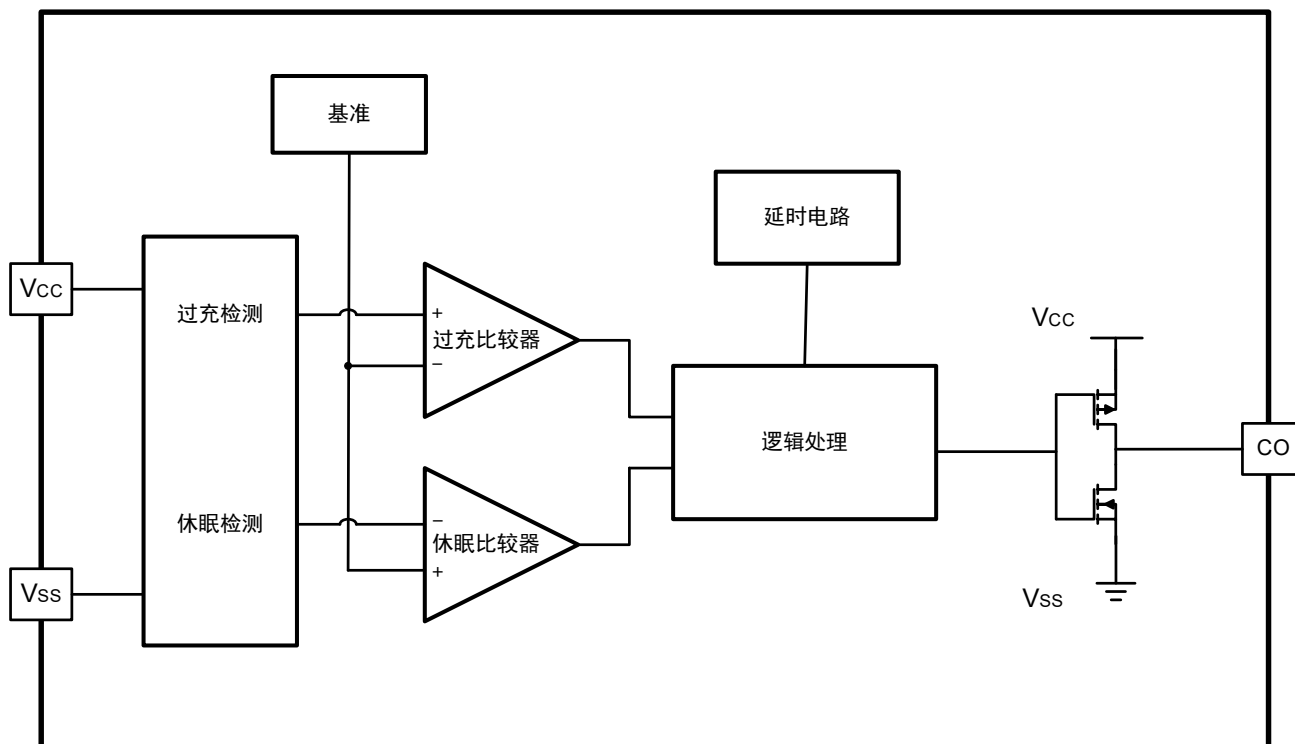 基准
延时电路
VCC
过充检测
+
过充比较器
−
VCC
逻辑处理
CO
休眠检测
−
休眠比较器
+
VSS
VSS